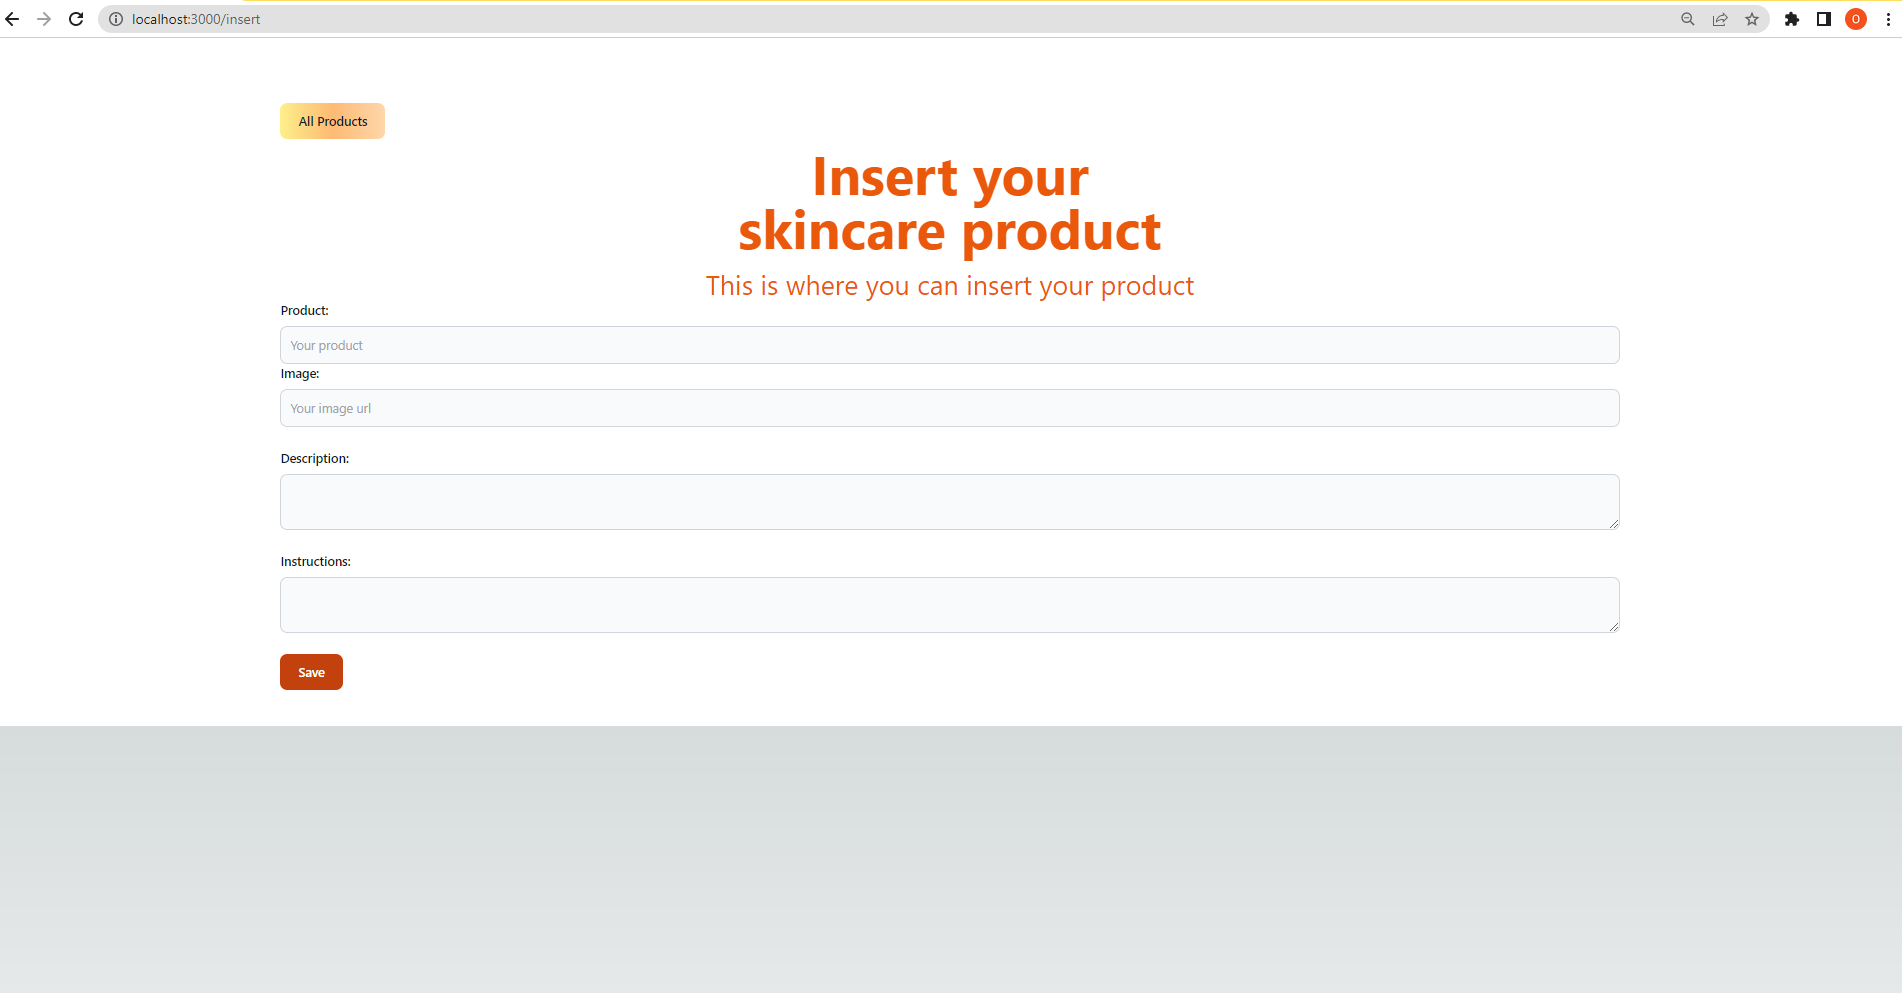 localhost:3000/insert
O
All Products
Insert your
skincare product
This is where you can insert your product
Product:
Your product
Image:
Your image url
Description:
Instructions:
Save